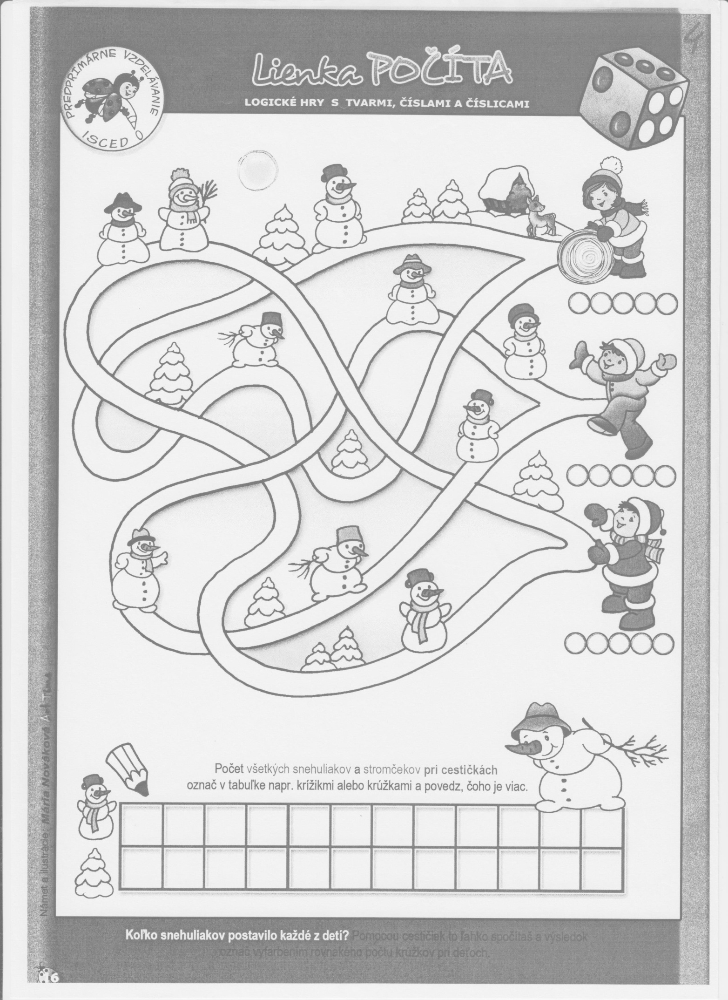 4
PREDPRIMÁRNE VZDELÁVANIE
ISCED 0
Lienka POČÍTA
LOGICKÉ HRY S TVARMI, ČÍSLAMI A ČÍSLICAMI
Počet všetkých snehuliakov a stromčekov pri cestičkách
označ v tabuľke napr. krížikmi alebo krúžkami a povedz, čoho je viac.
Námet a ilustrácie: Mária Nováková
Koľko snehuliakov postavilo každé z detí? Pomocou cestičiek to ľahko spočítaš a výsledok
označ vyfarbením rovnakého počtu krúžkov pri deťoch.
16